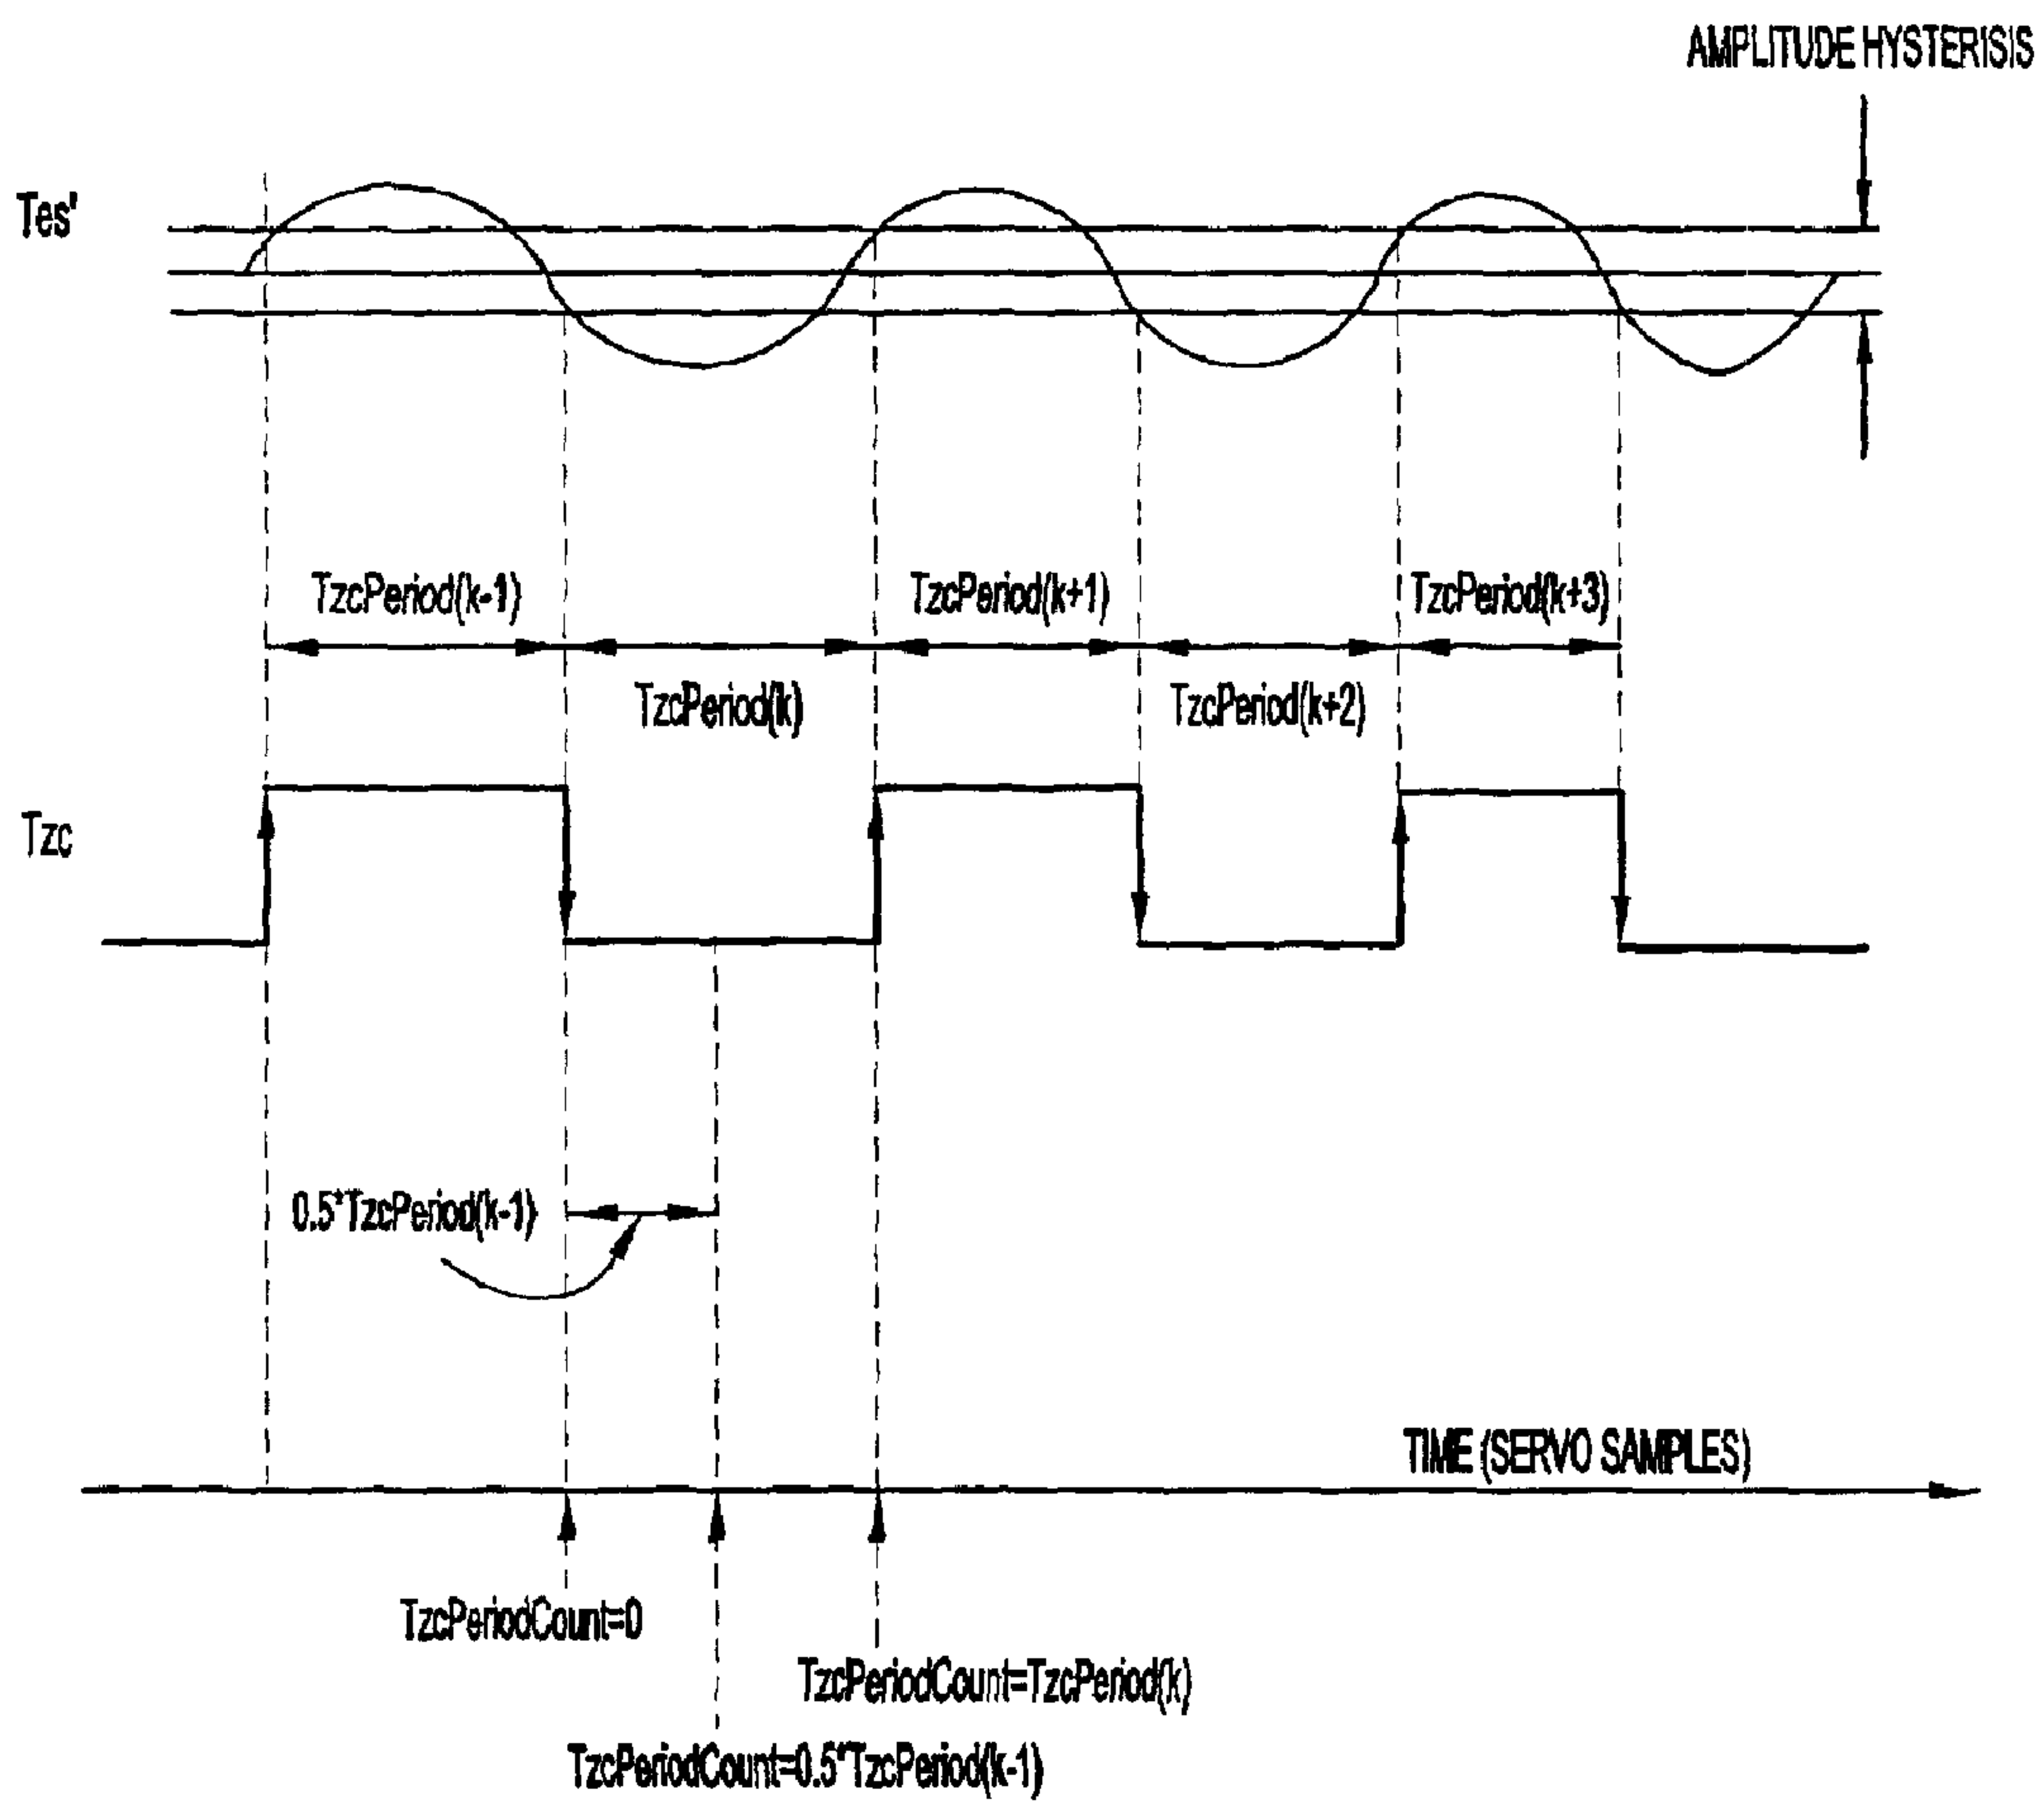 AMPLITUDE HYSTERISIS
Tes'
TzcPeriod(k-1)
TzcPeriod(k+1)
TzcPeriod(k+3)
TzcPeriod(k)
TzcPeriod(k+2)
Tzc
0.5*TzcPeriod(k-1)
TIME (SERVO SAMPLES)
TzcPeriodCount=0
TzcPeriodCount=TzcPeriod(k)
TzcPeriodCount=0.5*TzcPeriod(k-1)